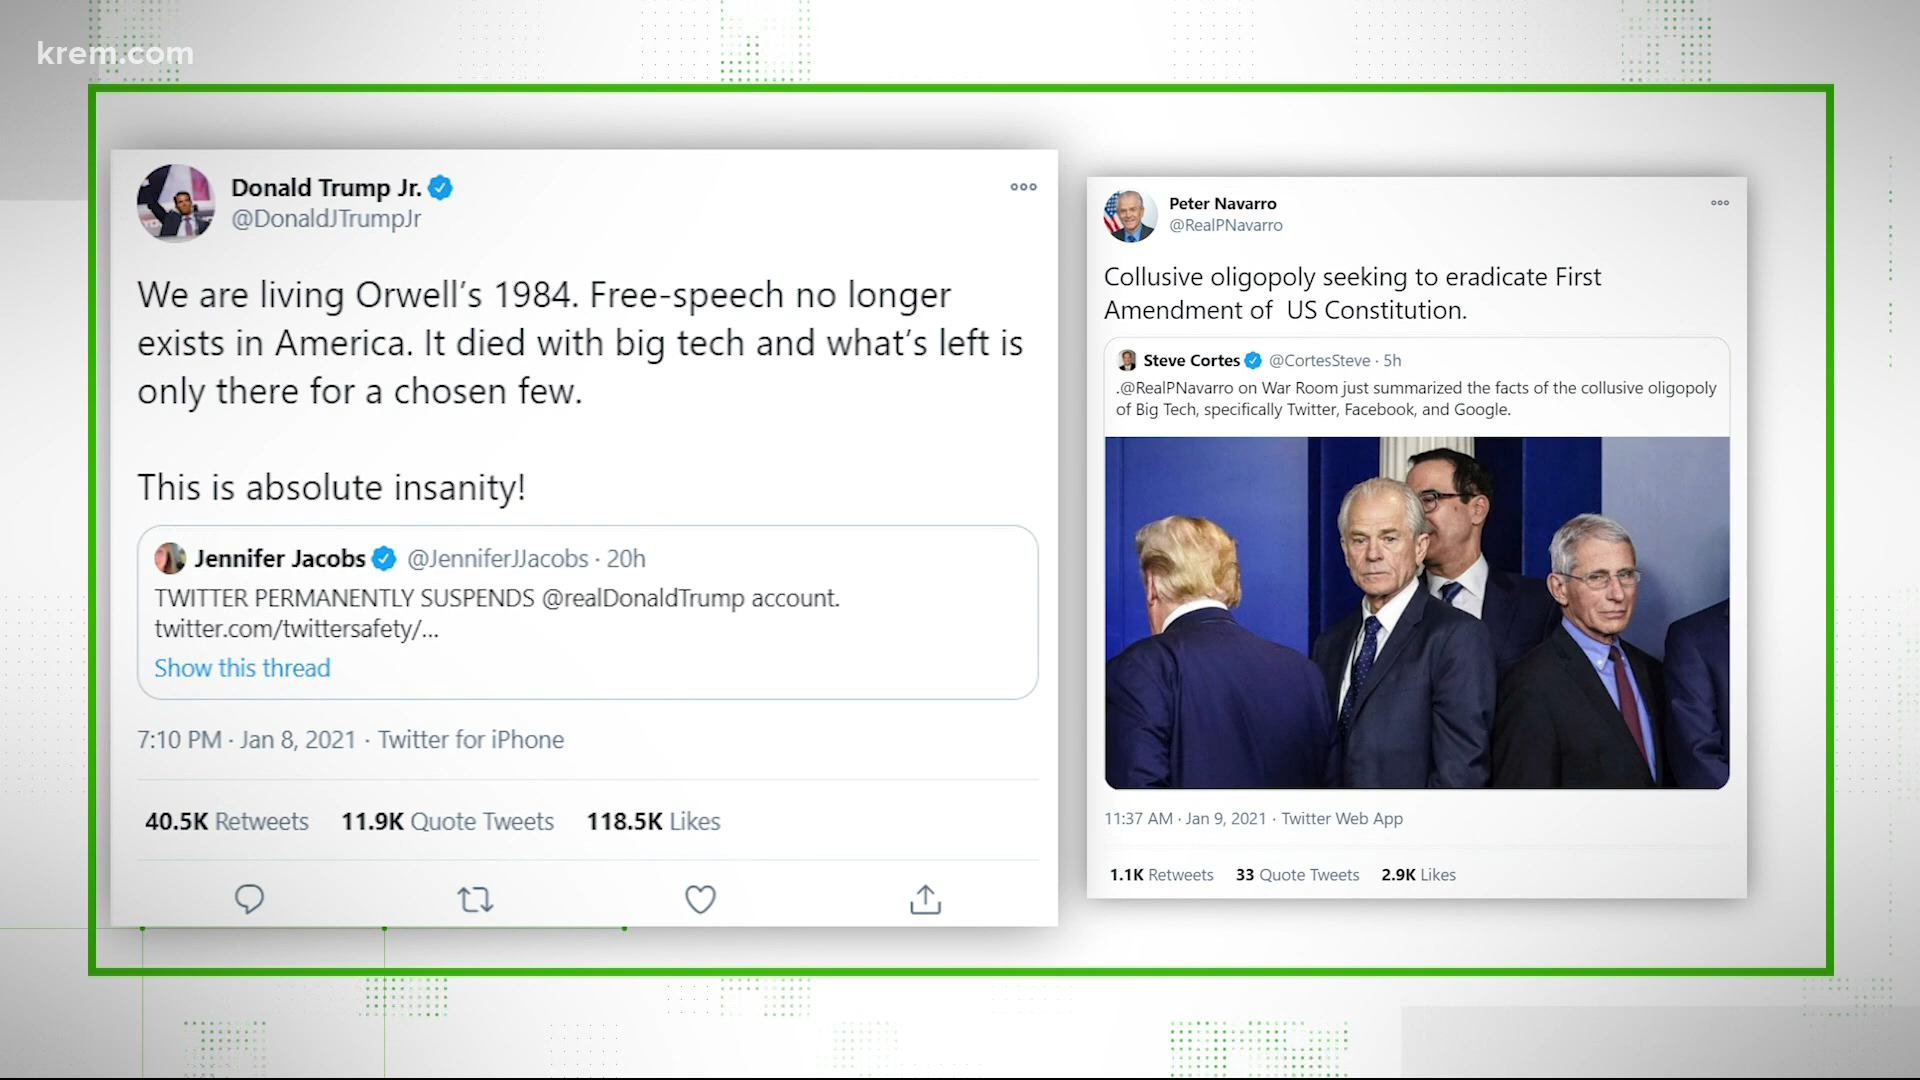 krem.com
Donald Trump Jr.
@DonaldJTrumpJr
We are living Orwell's 1984. Free-speech no longer
exists in America. It died with big tech and what's left is
only there for a chosen few.
This is absolute insanity!
Jennifer Jacobs @JenniferJJacobs · 20h
TWITTER PERMANENTLY SUSPENDS @realDonaldTrump account.
twitter.com/twittersafety/...
Show this thread
7:10 PM · Jan 8, 2021 · Twitter for iPhone
40.5K Retweets 11.9K Quote Tweets 118.5K Likes
Peter Navarro
@RealPNavarro
Collusive oligopoly seeking to eradicate First
Amendment of  US Constitution.
Steve Cortes @CortesSteve · 5h
.@RealPNavarro on War Room just summarized the facts of the collusive oligopoly
of Big Tech, specifically Twitter, Facebook, and Google.
11:37 AM · Jan 9, 2021 · Twitter Web App
1.1K Retweets 33 Quote Tweets 2.9K Likes